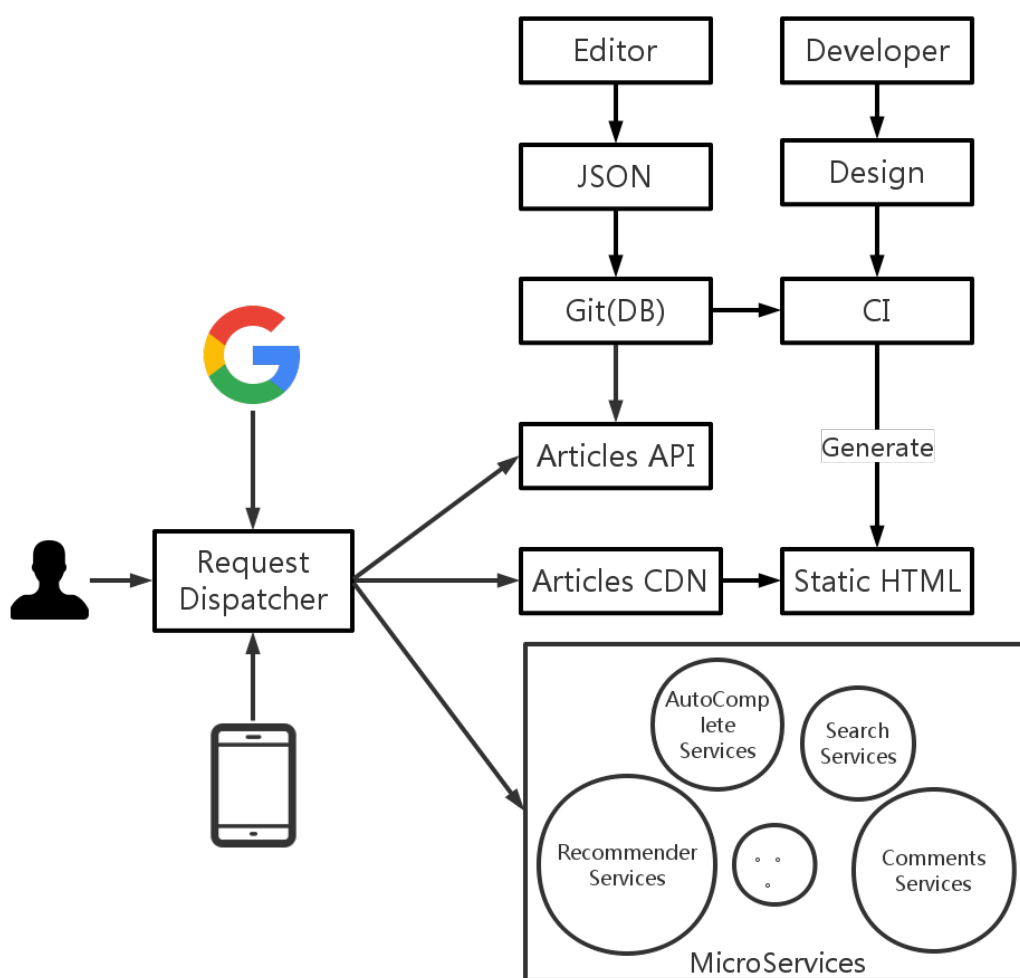 Editor
Developer
JSON
Design
Git(DB)
CI
Articles API
Generate
Request
Dispatcher
Articles CDN
Static HTML
AutoComp
lete
Services
Search
Services
Recommender
Services
Comments
Services
MicroServices